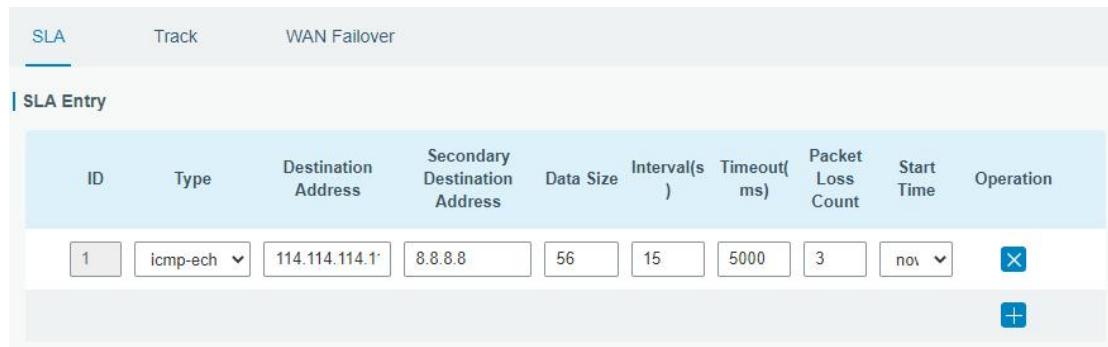 SLA Track WAN Failover
SLA Entry
ID Type Destination Address Secondary Destination Address Data Size Interval(s) Timeout(ms) Packet Loss Count Start Time Operation
1 icmp-ech 114.114.114.1 8.8.8.8 56 15 5000 3 nov